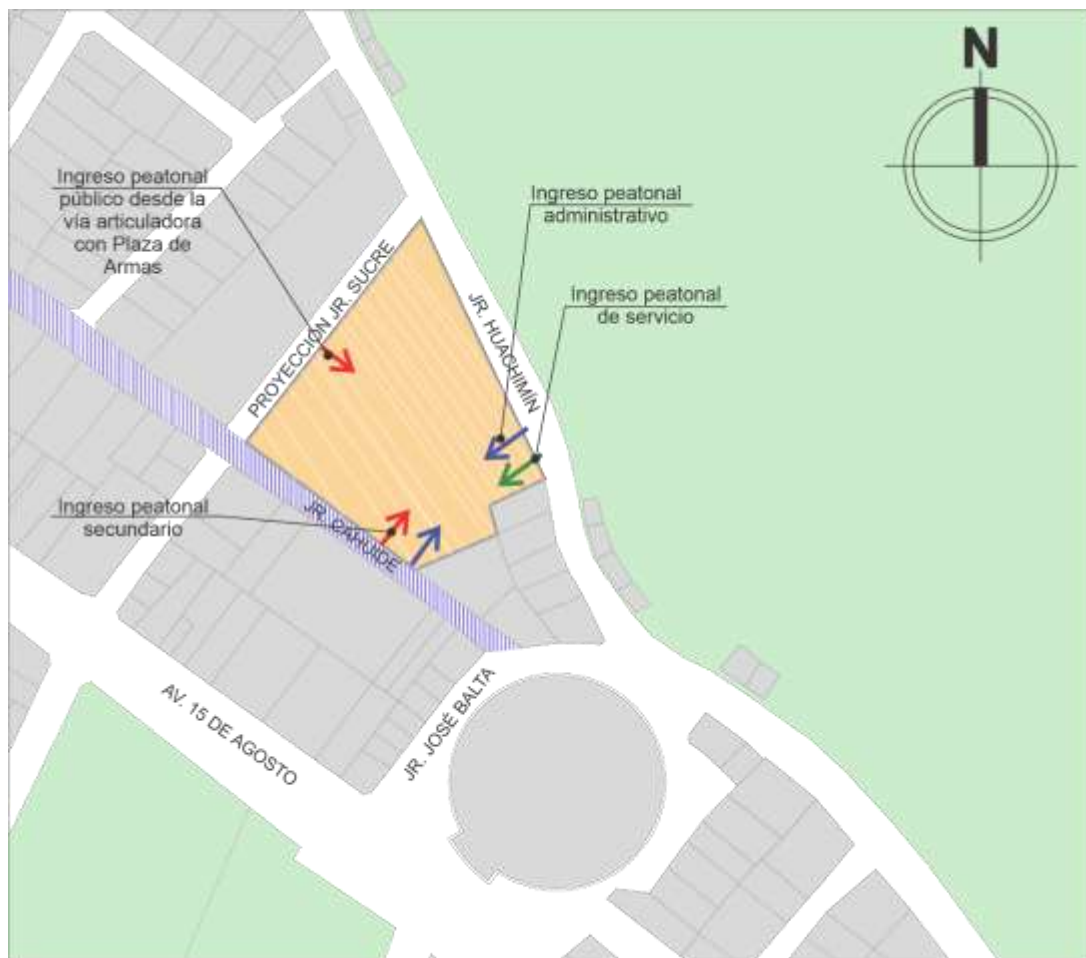 N
Ingreso peatonal
público desde la
vía articuladora
con Plaza de
Armas
Ingreso peatonal
administrativo
PROYECCIÓN JR. SUCRE
JR. HUACHIMÍN
Ingreso peatonal
de servicio
Ingreso peatonal
secundario
JR. CAHUIDE
AV. 15 DE AGOSTO
JR. JOSÉ BALTA